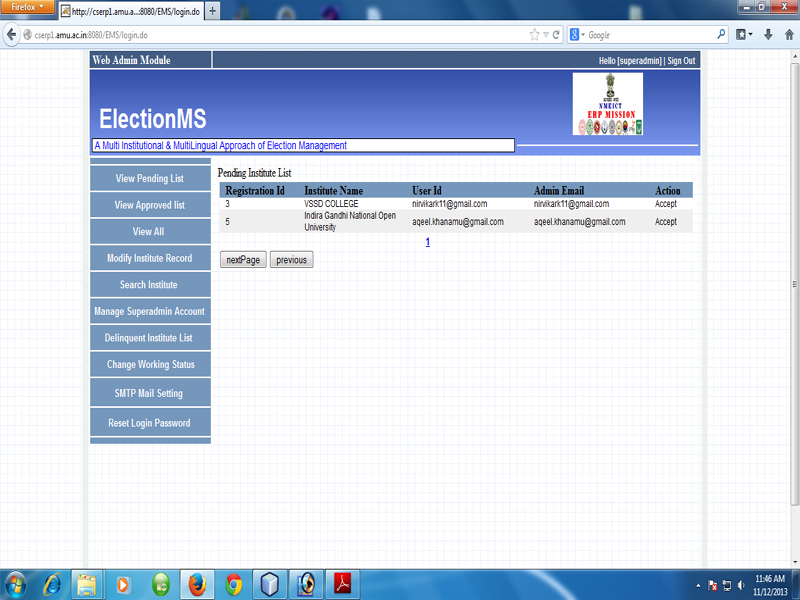 Firefox
http://cserp1.amu.a...:8080/EMS/login.do
cserp1.amu.ac.in:8080/EMS/login.do
Google
Web Admin Module
Hello [superadmin] | Sign Out
ElectionMS
NMEICT
ERP MISSION
A Multi Institutional & MultiLingual Approach of Election Management
View Pending List
View Approved list
View All
Modify Institute Record
Search Institute
Manage Superadmin Account
Delinquent Institute List
Change Working Status
SMTP Mail Setting
Reset Login Password
Pending Institute List
Registration Id Institute Name User Id Admin Email Action
3 VSSD COLLEGE nirvikark11@gmail.com nirvikark11@gmail.com Accept
5 Indira Gandhi National Open University aqeel.khanamu@gmail.com aqeel.khanamu@gmail.com Accept
1
nextPage previous
11:46 AM
11/12/2013